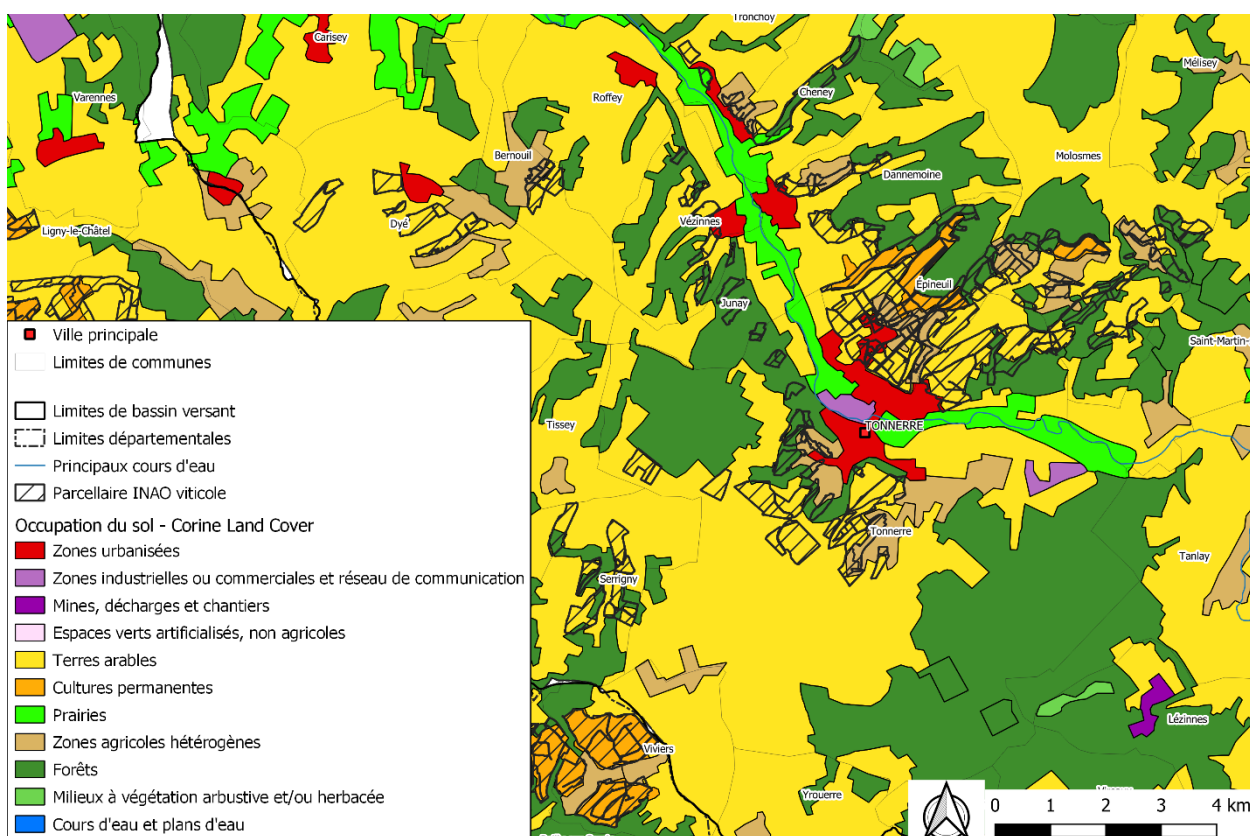 Tronchoy
Carisey
Mélisey
Varennes
Roffey
Cheney
Bernouil
Molosmes
Dannemoine
Dyé
Vézinnes
Ligny-le-Châtel
Épineuil
Junay
Saint-Martin-
Tissey
TONNERRE
Tonnerre
Tanlay
Serrigny
Lézinnes
Viviers
Yrouerre
Ville principale
Limites de communes
Limites de bassin versant
Limites départementales
Principaux cours d'eau
Parcellaire INAO viticole
Occupation du sol - Corine Land Cover
Zones urbanisées
Zones industrielles ou commerciales et réseau de communication
Mines, décharges et chantiers
Espaces verts artificialisés, non agricoles
Terres arables
Cultures permanentes
Prairies
Zones agricoles hétérogènes
Forêts
Milieux à végétation arbustive et/ou herbacée
Cours d'eau et plans d'eau
0 1 2 3 4 km